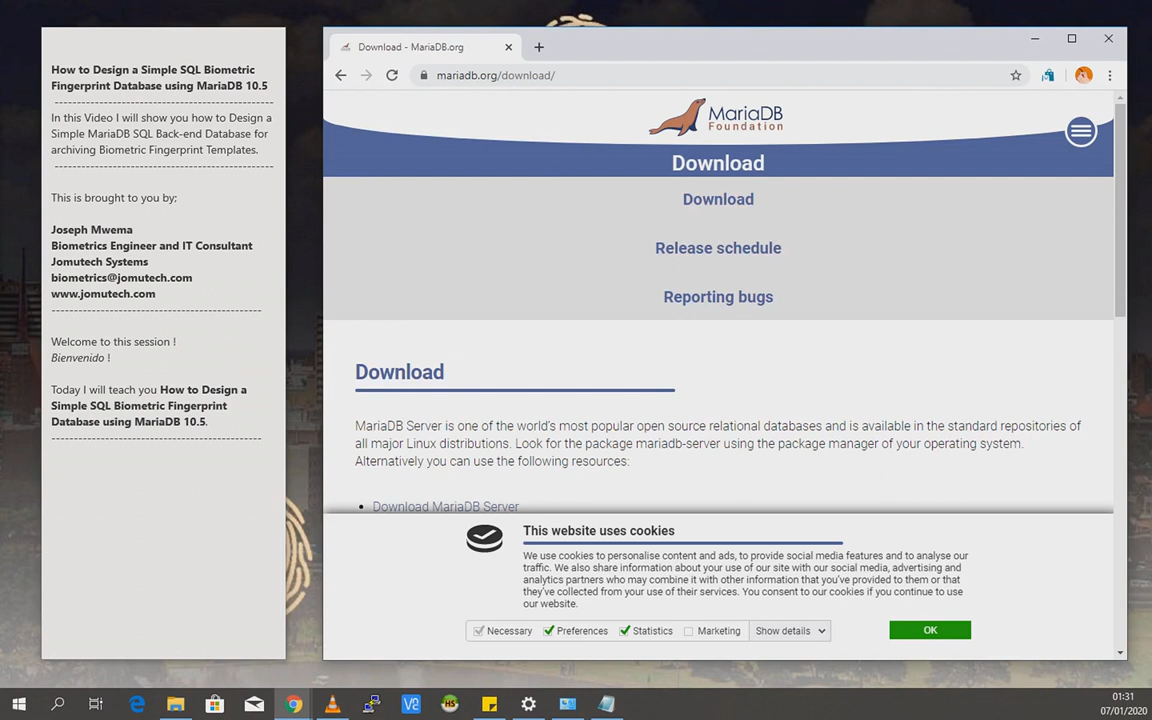 How to Design a Simple SQL Biometric
Fingerprint Database using MariaDB 10.5
-------------------------------------------------------
In this Video I will show you how to Design a
Simple MariaDB SQL Back-end Database for
archiving Biometric Fingerprint Templates.
-------------------------------------------------------
This is brought to you by;
Joseph Mwema
Biometrics Engineer and IT Consultant
Jomutech Systems
biometrics@jomutech.com
www.jomutech.com
----------------------------------------------------
Welcome to this session !
Bienvenido !
Today I will teach you How to Design a
Simple SQL Biometric Fingerprint
Database using MariaDB 10.5.
----------------------------------------------------
Download - MariaDB.org
mariadb.org/download/
MariaDB
Foundation
Download
Download
Release schedule
Reporting bugs
Download
MariaDB Server is one of the world's most popular open source relational databases and is available in the standard repositories of
all major Linux distributions. Look for the package mariadb-server using the package manager of your operating system.
Alternatively you can use the following resources:
• Download MariaDB Server
This website uses cookies
We use cookies to personalise content and ads, to provide social media features and to analyse our
traffic. We also share information about your use of our site with our social media, advertising and
analytics partners who may combine it with other information that you've provided to them or that
they've collected from your use of their services. You consent to our cookies if you continue to use
our website.
Necessary Preferences Statistics Marketing Show details
OK
HS
01:31
07/01/2020